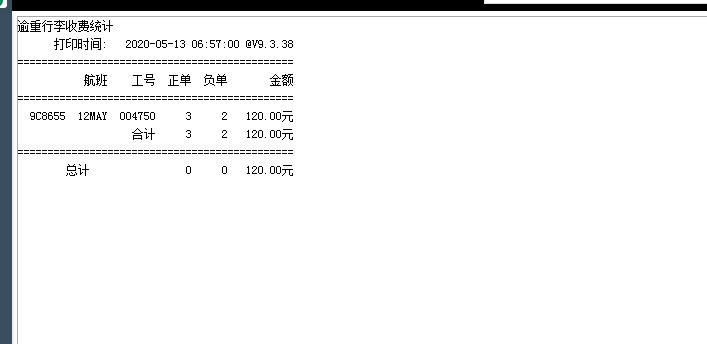 逾重行李收费统计
打印时间: 2020-05-13 06:57:00 @V9.3.38
==============================================
航班 工号 正单 负单 金额
==============================================
9C8655 12MAY 004750 3 2 120.00元
合计 3 2 120.00元
==============================================
总计 0 0 120.00元